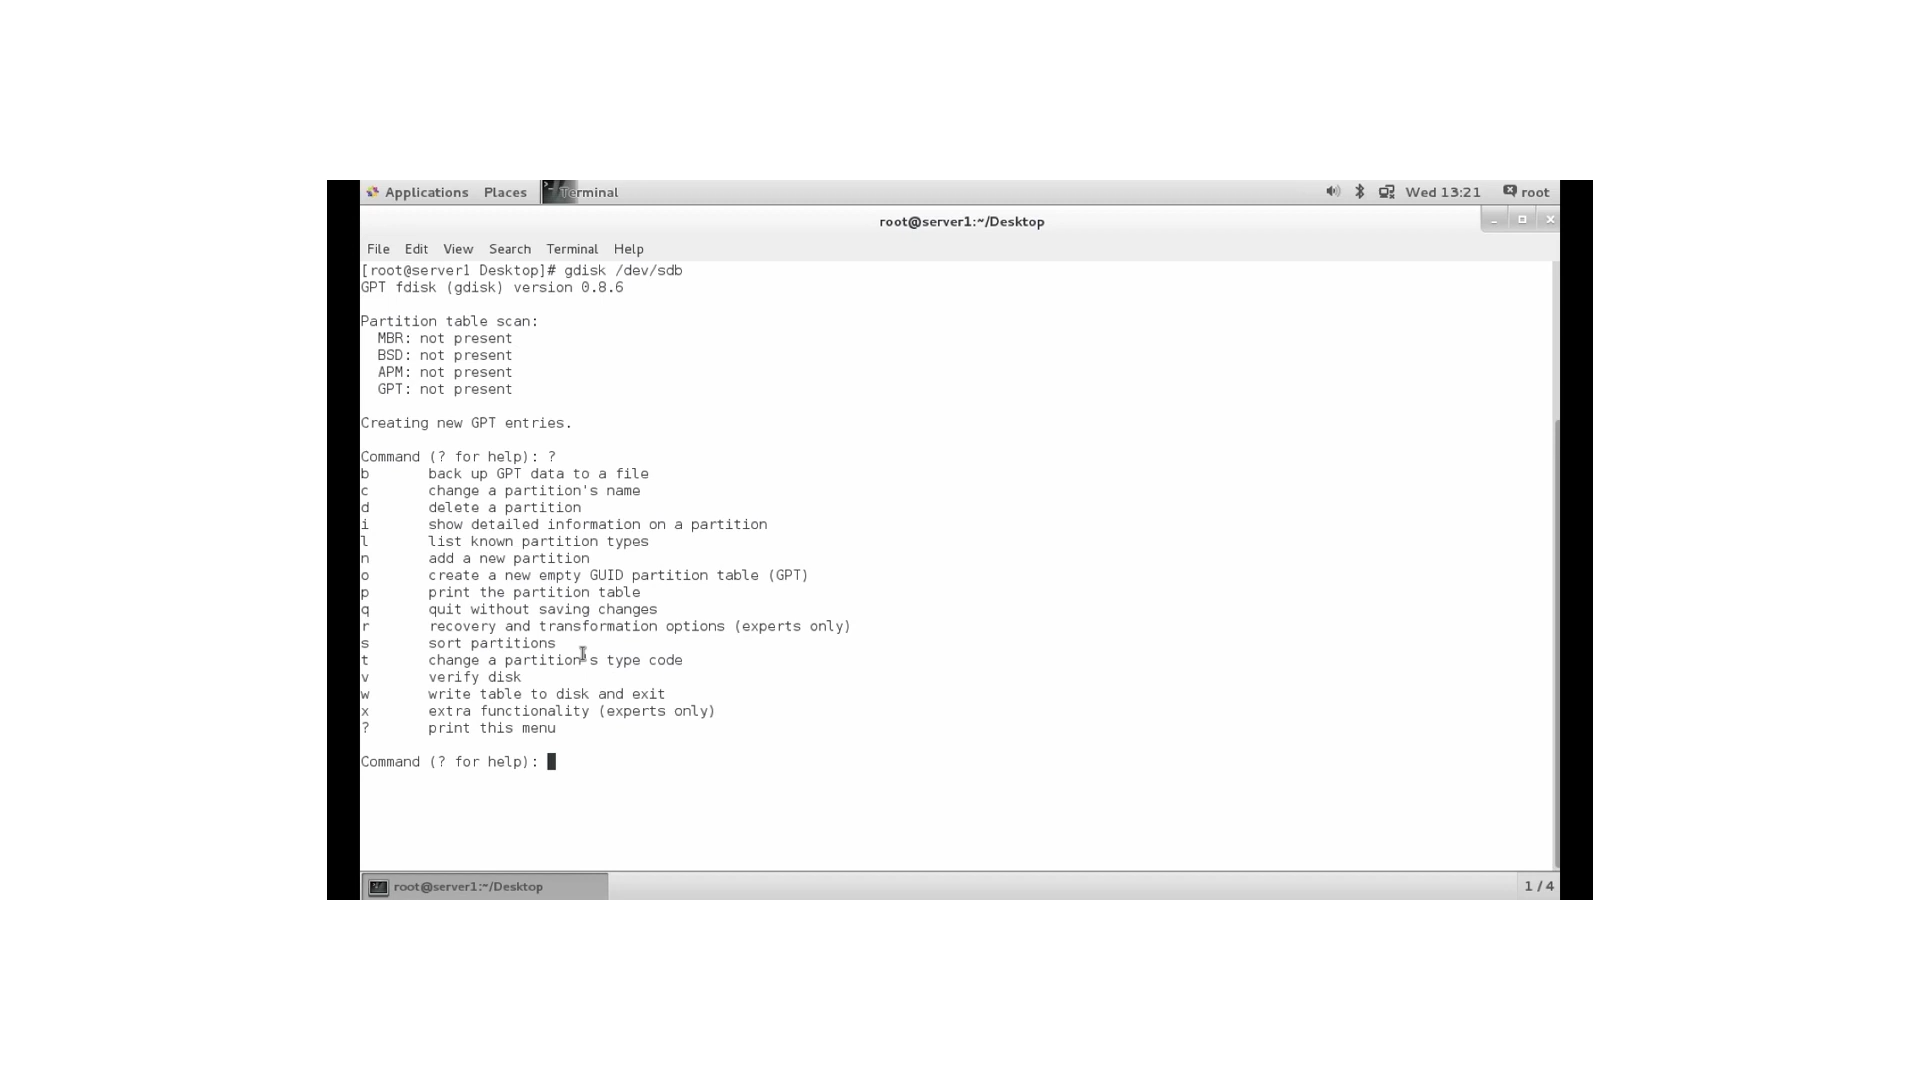 Applications Places Terminal Wed 13:21 root
root@server1:~/Desktop
File Edit View Search Terminal Help
[root@server1 Desktop]# gdisk /dev/sdb
GPT fdisk (gdisk) version 0.8.6
Partition table scan:
MBR: not present
BSD: not present
APM: not present
GPT: not present
Creating new GPT entries.
Command (? for help): ?
b back up GPT data to a file
c change a partition's name
d delete a partition
i show detailed information on a partition
l list known partition types
n add a new partition
o create a new empty GUID partition table (GPT)
p print the partition table
q quit without saving changes
r recovery and transformation options (experts only)
s sort partitions
t change a partition's type code
v verify disk
w write table to disk and exit
x extra functionality (experts only)
? print this menu
Command (? for help):
root@server1:~/Desktop 1 / 4